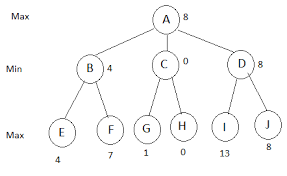 Max A 8
Min B 4 C 0 D 8
Max E F G H I J
4 7 1 0 13 8